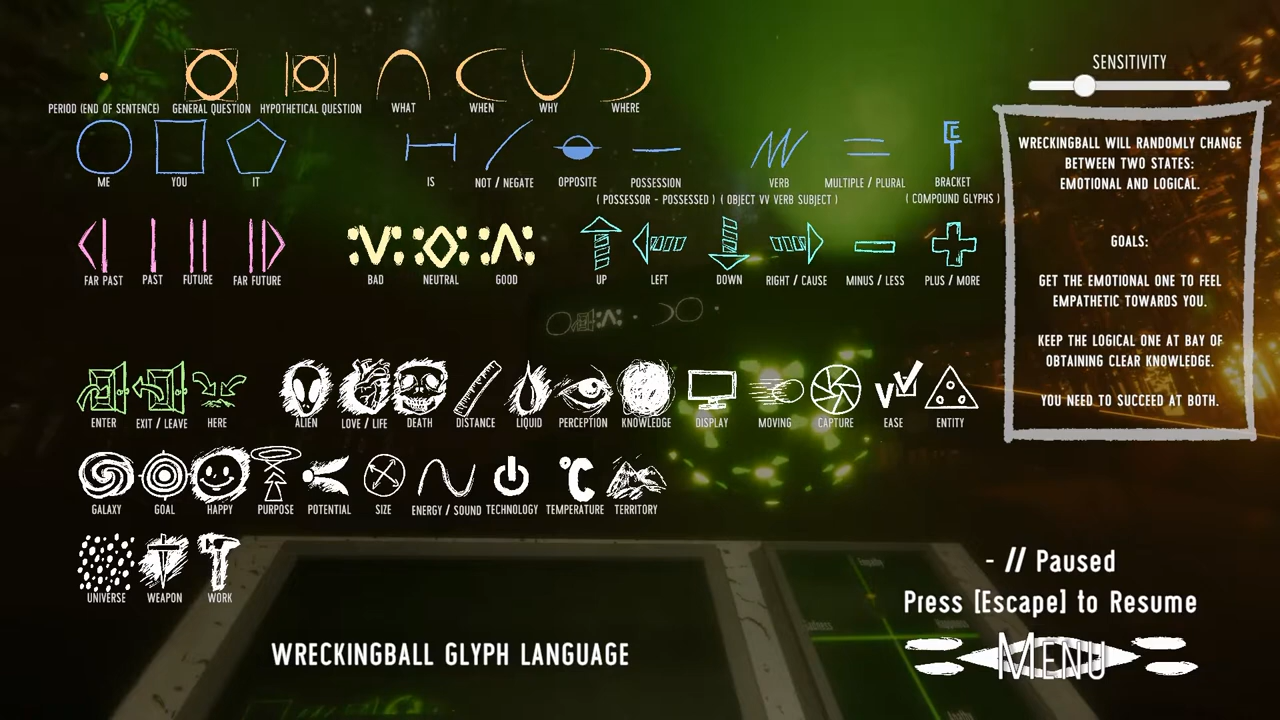 SENSITIVITY
PERIOD (END OF SENTENCE) GENERAL QUESTION HYPOTHETICAL QUESTION WHAT WHEN WHY WHERE
ME YOU IT IS NOT / NEGATE OPPOSITE POSSESSION VERB MULTIPLE / PLURAL BRACKET
( POSSESSOR - POSSESSED ) ( OBJECT VV VERB SUBJECT ) ( COMPOUND GLYPHS )
FAR PAST PAST FUTURE FAR FUTURE BAD NEUTRAL GOOD UP LEFT DOWN RIGHT / CAUSE MINUS / LESS PLUS / MORE
ENTER EXIT / LEAVE HERE ALIEN LOVE / LIFE DEATH DISTANCE LIQUID PERCEPTION KNOWLEDGE DISPLAY MOVING CAPTURE EASE ENTITY
GALAXY GOAL HAPPY PURPOSE POTENTIAL SIZE ENERGY / SOUND TECHNOLOGY TEMPERATURE TERRITORY
UNIVERSE WEAPON WORK
WRECKINGBALL GLYPH LANGUAGE
WRECKINGBALL WILL RANDOMLY CHANGE
BETWEEN TWO STATES:
EMOTIONAL AND LOGICAL.
GOALS:
GET THE EMOTIONAL ONE TO FEEL
EMPATHETIC TOWARDS YOU.
KEEP THE LOGICAL ONE AT BAY OF
OBTAINING CLEAR KNOWLEDGE.
YOU NEED TO SUCCEED AT BOTH.
- // Paused
Press [Escape] to Resume
MENU